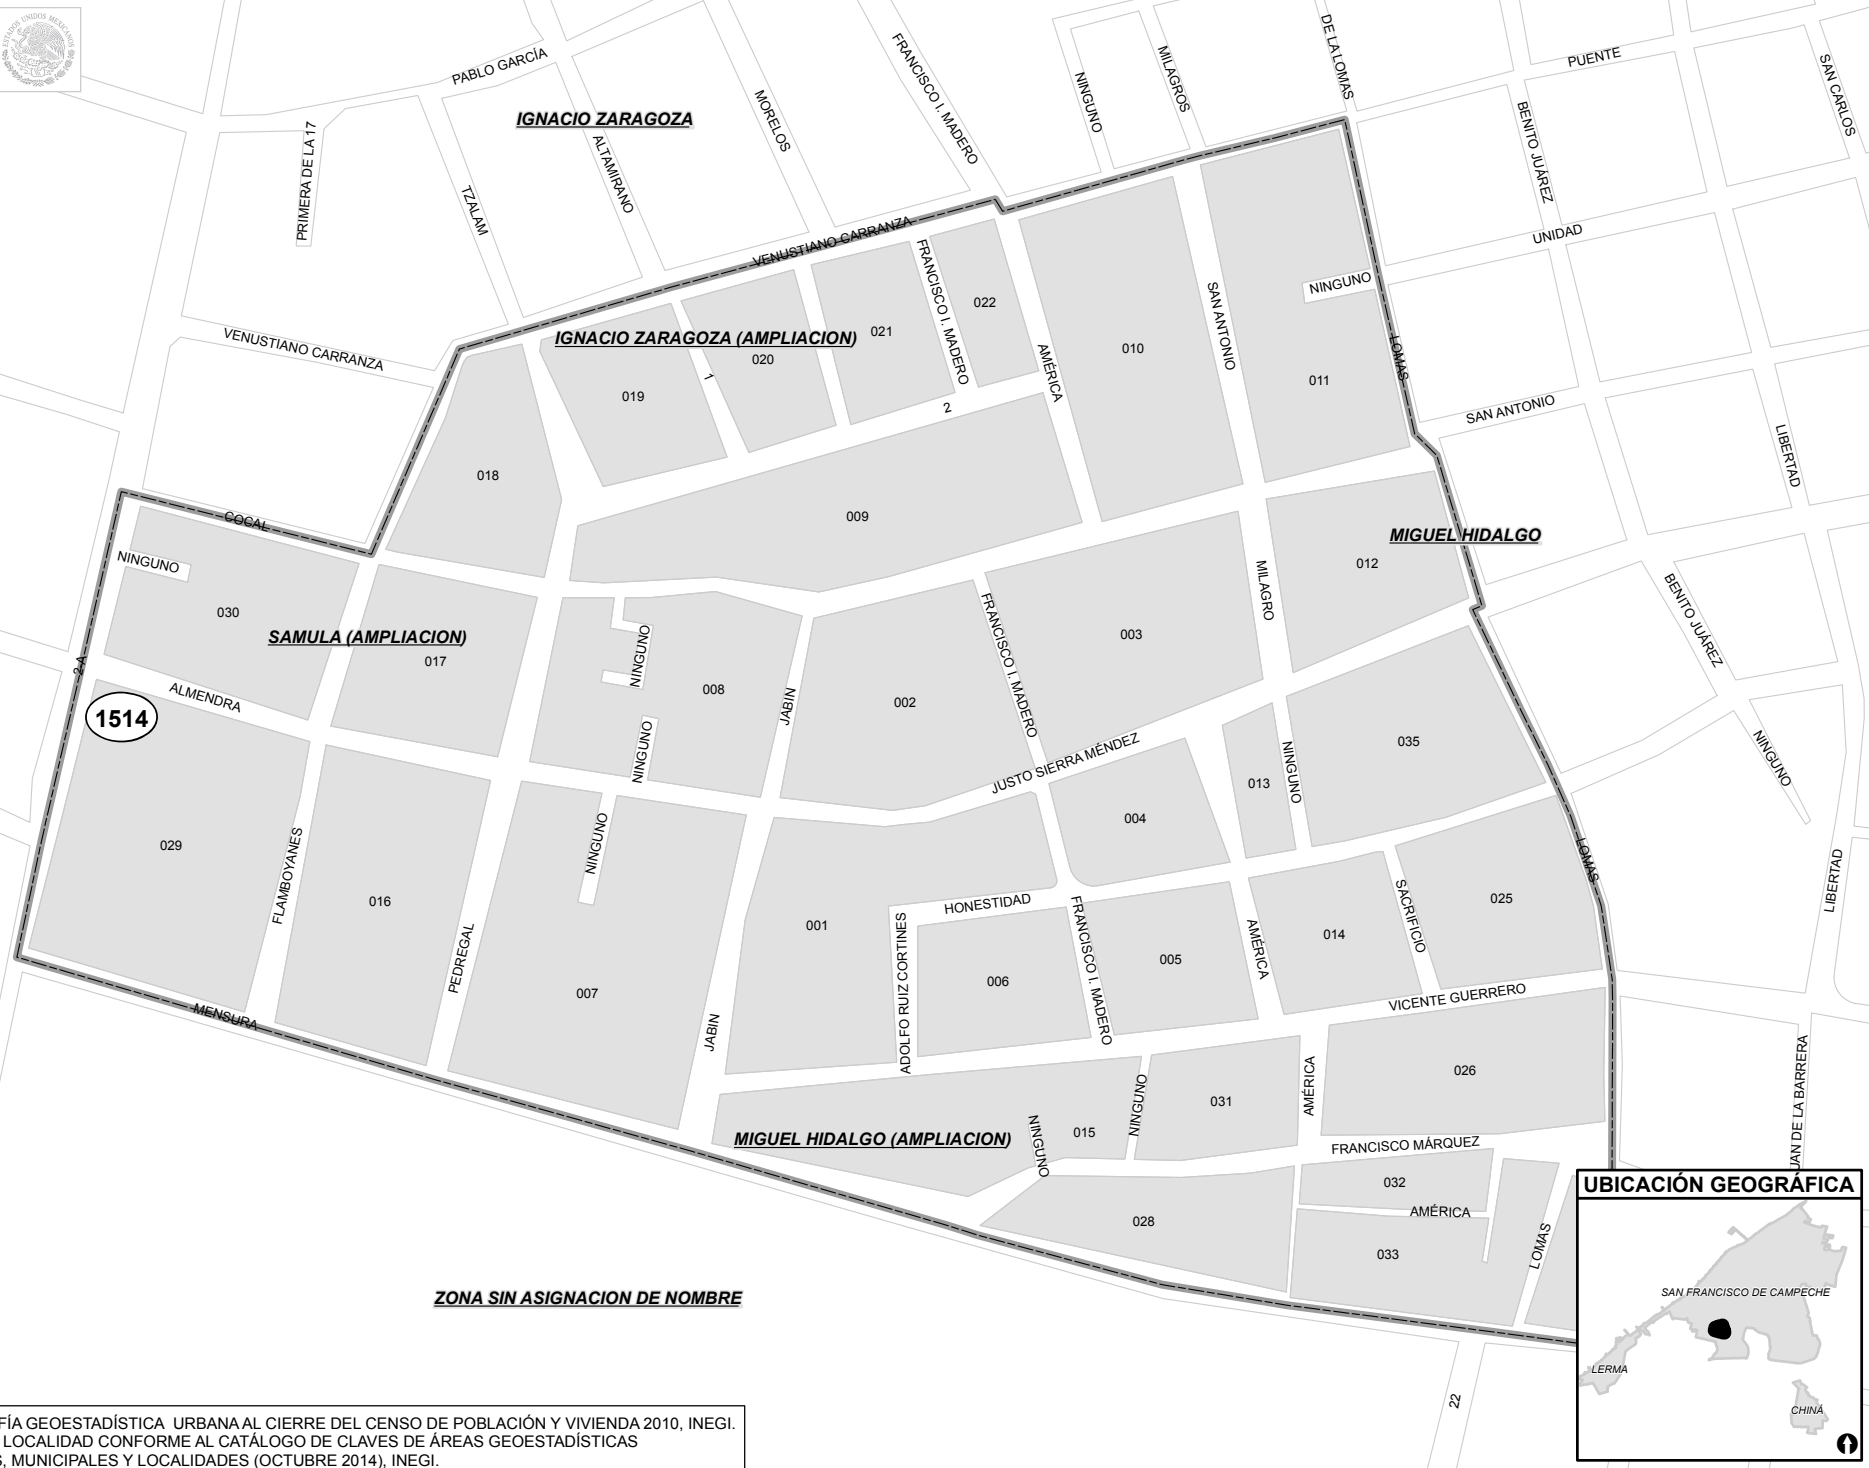 ESTADOS UNIDOS MEXICANOS
PABLO GARCÍA
IGNACIO ZARAGOZA
PRIMERA DE LA 17
TZALAM
ALTAMIRANO
MORELOS
FRANCISCO I. MADERO
NINGUNO
MILAGROS
DE LA LOMAS
PUENTE
SAN CARLOS
BENITO JUÁREZ
UNIDAD
VENUSTIANO CARRANZA
VENUSTIANO CARRANZA
IGNACIO ZARAGOZA (AMPLIACION)
FRANCISCO I. MADERO
022
021
020
019
1
2
AMÉRICA
010
SAN ANTONIO
NINGUNO
011
LOMAS
SAN ANTONIO
LIBERTAD
018
009
COCAL
NINGUNO
030
SAMULA (AMPLIACION)
017
2 A
ALMENDRA
1514
NINGUNO
008
NINGUNO
JABIN
002
FRANCISCO I. MADERO
003
MILAGRO
012
MIGUEL HIDALGO
BENITO JUÁREZ
NINGUNO
LIBERTAD
JUSTO SIERRA MÉNDEZ
004
013
NINGUNO
035
LOMAS
029
FLAMBOYANES
016
PEDREGAL
NINGUNO
007
JABIN
001
HONESTIDAD
ADOLFO RUIZ CORTINES
006
FRANCISCO I. MADERO
005
AMÉRICA
014
SACRIFICIO
025
VICENTE GUERRERO
MENSURA
026
AMÉRICA
031
NINGUNO
015
NINGUNO
MIGUEL HIDALGO (AMPLIACION)
FRANCISCO MÁRQUEZ
032
AMÉRICA
033
028
LOMAS
UAN DE LA BARRERA
ZONA SIN ASIGNACION DE NOMBRE
22
UBICACIÓN GEOGRÁFICA
SAN FRANCISCO DE CAMPECHE
LERMA
CHINÁ
FÍA GEOESTADÍSTICA URBANA AL CIERRE DEL CENSO DE POBLACIÓN Y VIVIENDA 2010, INEGI.
LOCALIDAD CONFORME AL CATÁLOGO DE CLAVES DE ÁREAS GEOESTADÍSTICAS
S, MUNICIPALES Y LOCALIDADES (OCTUBRE 2014), INEGI.